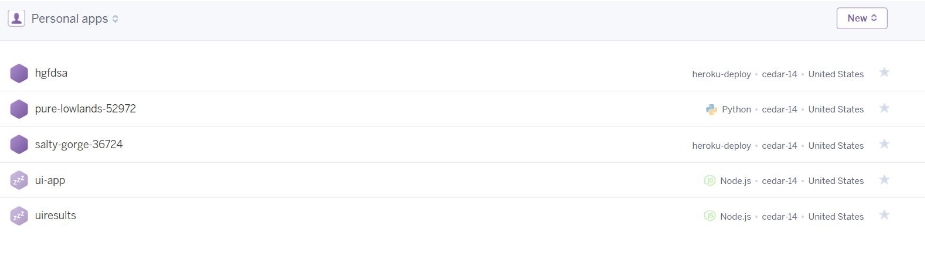 Personal apps New
hgfdsa heroku-deploy • cedar-14 • United States
pure-lowlands-52972 Python • cedar-14 • United States
salty-gorge-36724 heroku-deploy • cedar-14 • United States
ui-app Node.js • cedar-14 • United States
uiresults Node.js • cedar-14 • United States